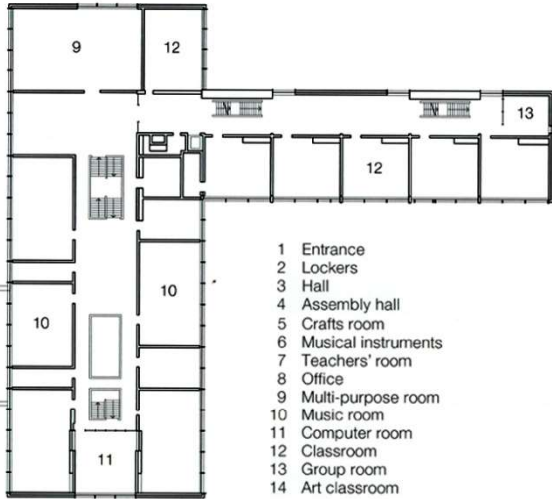 9
12
13
12
10
10
11
1 Entrance
2 Lockers
3 Hall
4 Assembly hall
5 Crafts room
6 Musical instruments
7 Teachers' room
8 Office
9 Multi-purpose room
10 Music room
11 Computer room
12 Classroom
13 Group room
14 Art classroom